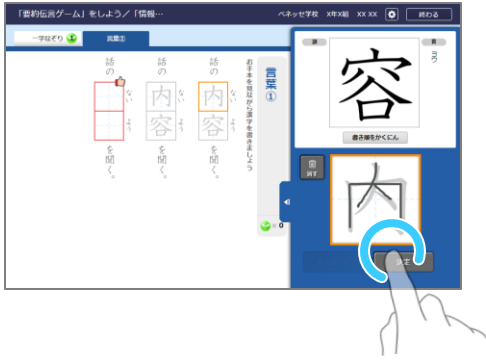 「要約伝言ゲーム」をしよう／「情報…
ベネッセ学校 X年X組 XX XX
終わる
一字なぞり
言葉①
言葉①
お手本を見ながら漢字を書きましょう
話の内容を聞く。
ない よう
話の内容を聞く。
ない よう
話の
ない よう
を聞く。
× 0
訓
音
ヨウ
容
書き順をかくにん
消す
内
決定